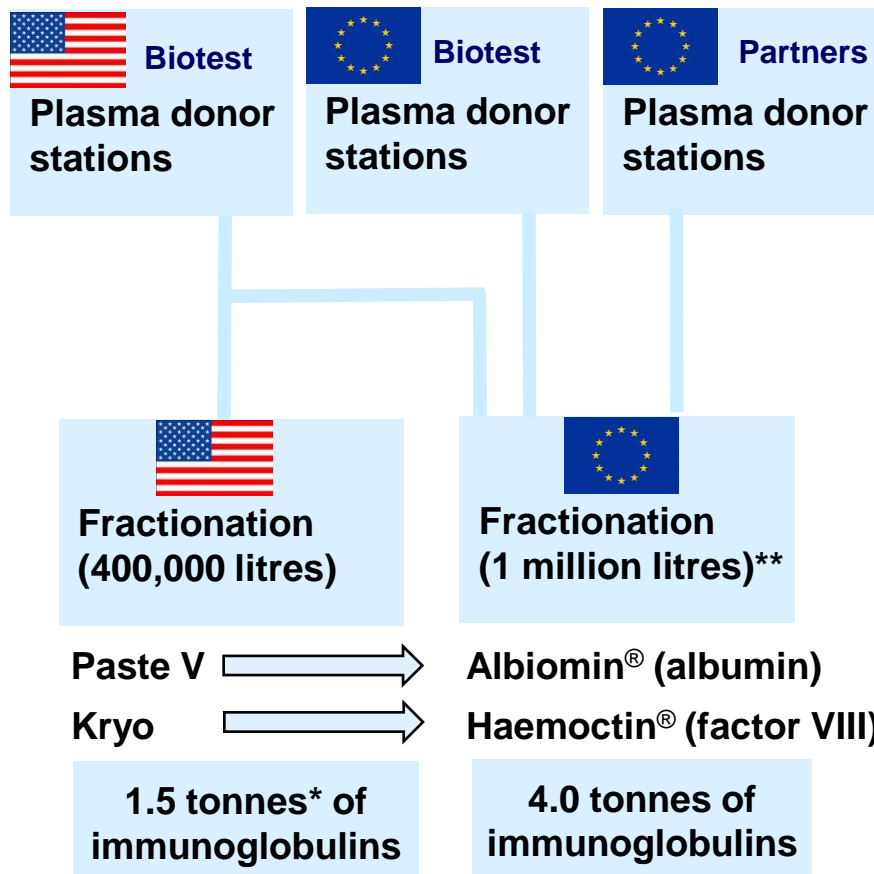 Biotest
Plasma donor
stations
Biotest
Plasma donor
stations
Partners
Plasma donor
stations
Fractionation
(400,000 litres)
Fractionation
(1 million litres)**
Paste V
Albiomin® (albumin)
Kryo
Haemoctin® (factor VIII)
1.5 tonnes* of
immunoglobulins
4.0 tonnes of
immunoglobulins